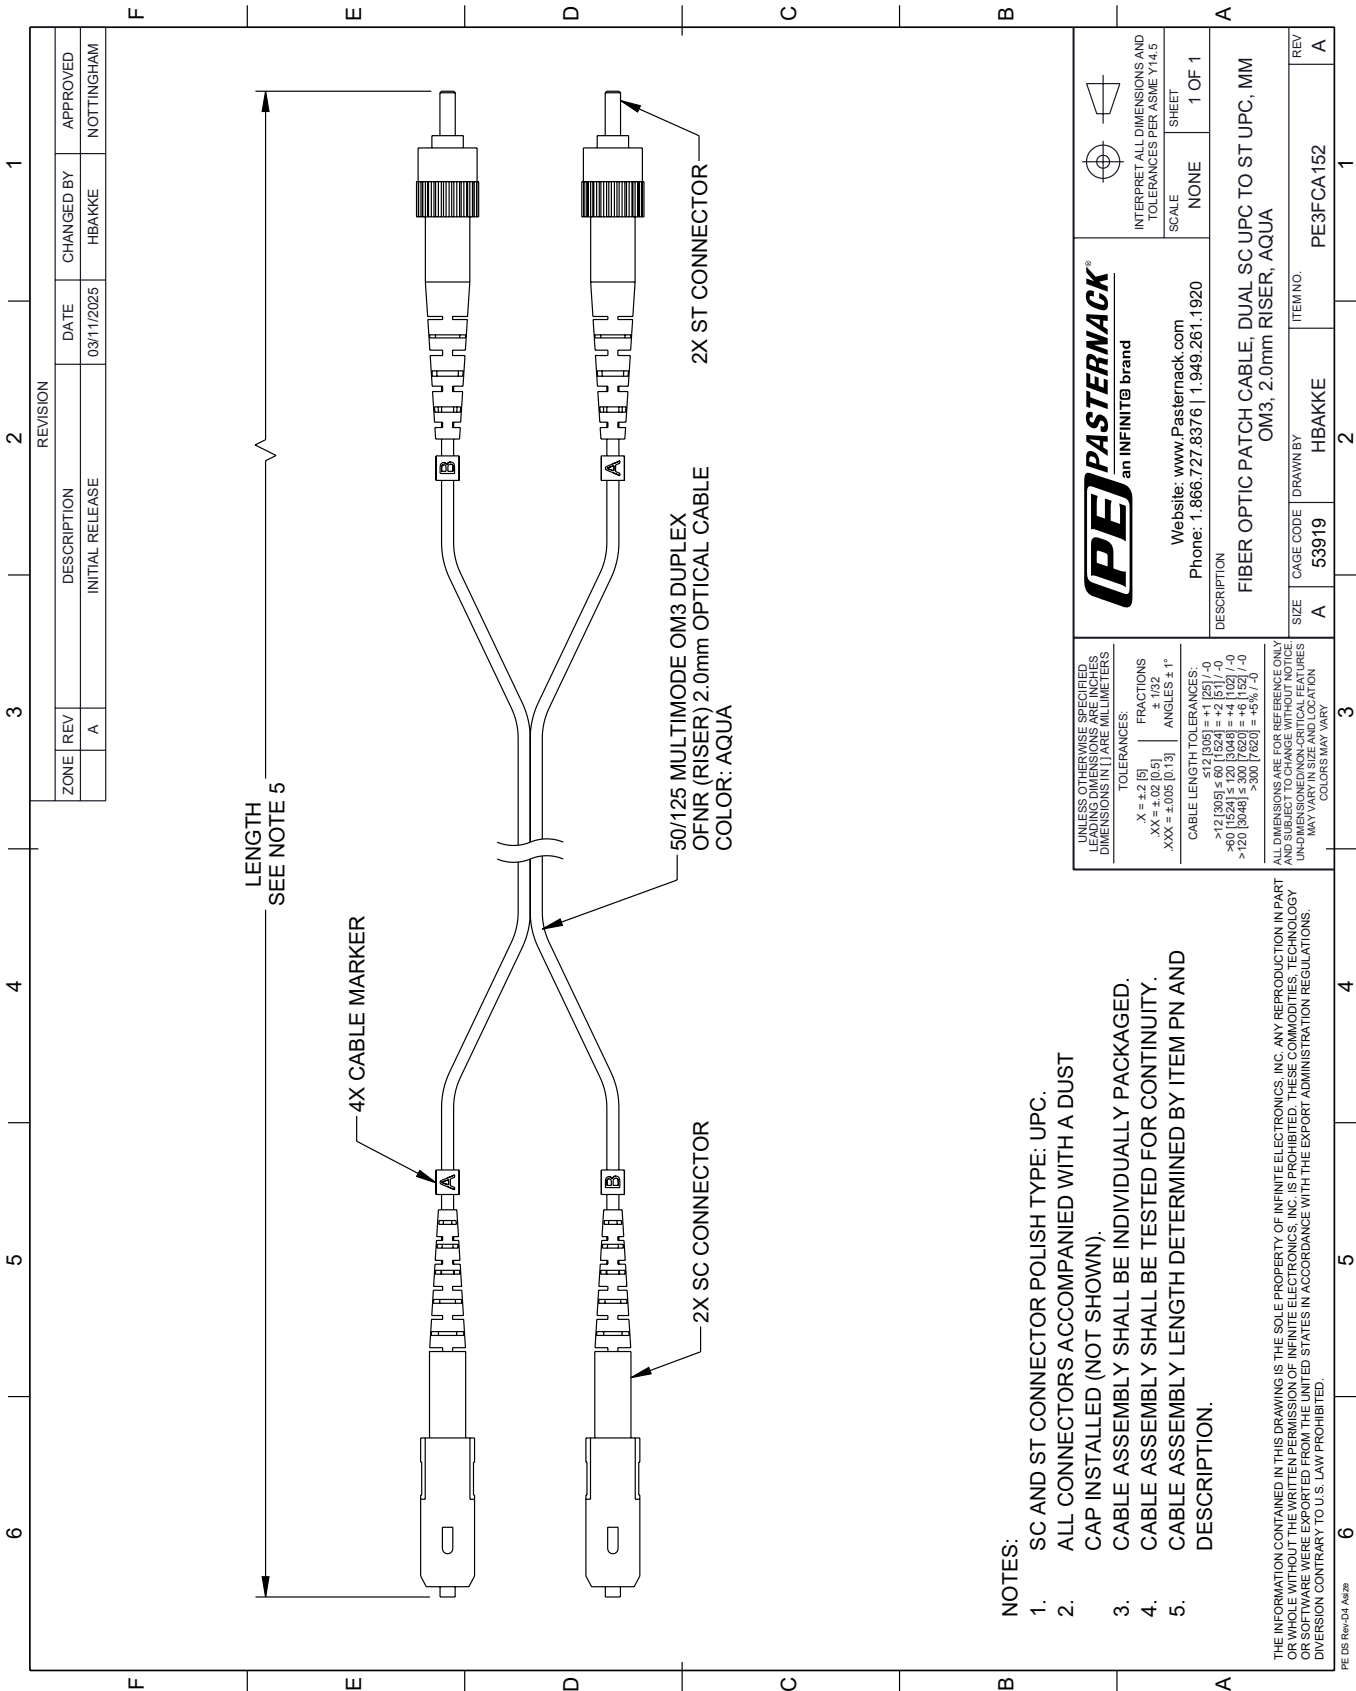 6
5
4
3
2
1
F
E
D
C
B
A
REVISION
ZONE REV DESCRIPTION DATE CHANGED BY APPROVED
A INITIAL RELEASE 03/11/2025 HBAKKE NOTTINGHAM
LENGTH
SEE NOTE 5
4X CABLE MARKER
A
B
B
A
2X SC CONNECTOR
2X ST CONNECTOR
50/125 MULTIMODE OM3 DUPLEX
OFNR (RISER) 2.0mm OPTICAL CABLE
COLOR: AQUA
NOTES:
1. SC AND ST CONNECTOR POLISH TYPE: UPC.
2. ALL CONNECTORS ACCOMPANIED WITH A DUST
CAP INSTALLED (NOT SHOWN).
3. CABLE ASSEMBLY SHALL BE INDIVIDUALLY PACKAGED.
4. CABLE ASSEMBLY SHALL BE TESTED FOR CONTINUITY.
5. CABLE ASSEMBLY LENGTH DETERMINED BY ITEM PN AND
DESCRIPTION.
THE INFORMATION CONTAINED IN THIS DRAWING IS THE SOLE PROPERTY OF INFINITE ELECTRONICS, INC. ANY REPRODUCTION IN PART
OR WHOLE WITHOUT THE WRITTEN PERMISSION OF INFINITE ELECTRONICS, INC. IS PROHIBITED. THESE COMMODITIES, TECHNOLOGY
OR SOFTWARE WERE EXPORTED FROM THE UNITED STATES IN ACCORDANCE WITH THE EXPORT ADMINISTRATION REGULATIONS.
DIVERSION CONTRARY TO U.S. LAW PROHIBITED.
UNLESS OTHERWISE SPECIFIED
LEADING DIMENSIONS ARE INCHES
DIMENSIONS IN [ ] ARE MILLIMETERS
TOLERANCES:
.X = ±.2 [5] FRACTIONS
.XX = ±.02 [0.5] ± 1/32
.XXX = ±.005 [0.13] ANGLES ± 1°
CABLE LENGTH TOLERANCES:
≤12 [305] = +1 [25] / -0
>12 [305] ≤ 60 [1524] = +2 [51] / -0
>60 [1524] ≤ 120 [3048] = +4 [102] / -0
>120 [3048] ≤ 300 [7620] = +6 [152] / -0
>300 [7620] = +5% / -0
ALL DIMENSIONS ARE FOR REFERENCE ONLY
AND SUBJECT TO CHANGE WITHOUT NOTICE.
UN-DIMENSIONED/NON-CRITICAL FEATURES
MAY VARY IN SIZE AND LOCATION
COLORS MAY VARY
PE PASTERNACK®
an INFINIT@ brand
Website: www.Pasternack.com
Phone: 1.866.727.8376 | 1.949.261.1920
INTERPRET ALL DIMENSIONS AND
TOLERANCES PER ASME Y14.5
SCALE SHEET
NONE 1 OF 1
DESCRIPTION
FIBER OPTIC PATCH CABLE, DUAL SC UPC TO ST UPC, MM
OM3, 2.0mm RISER, AQUA
SIZE CAGE CODE DRAWN BY ITEM NO. REV
A 53919 HBAKKE PE3FCA152 A
F
E
D
C
B
A
6
5
4
3
2
1
PE DS Rev-D4 Asize